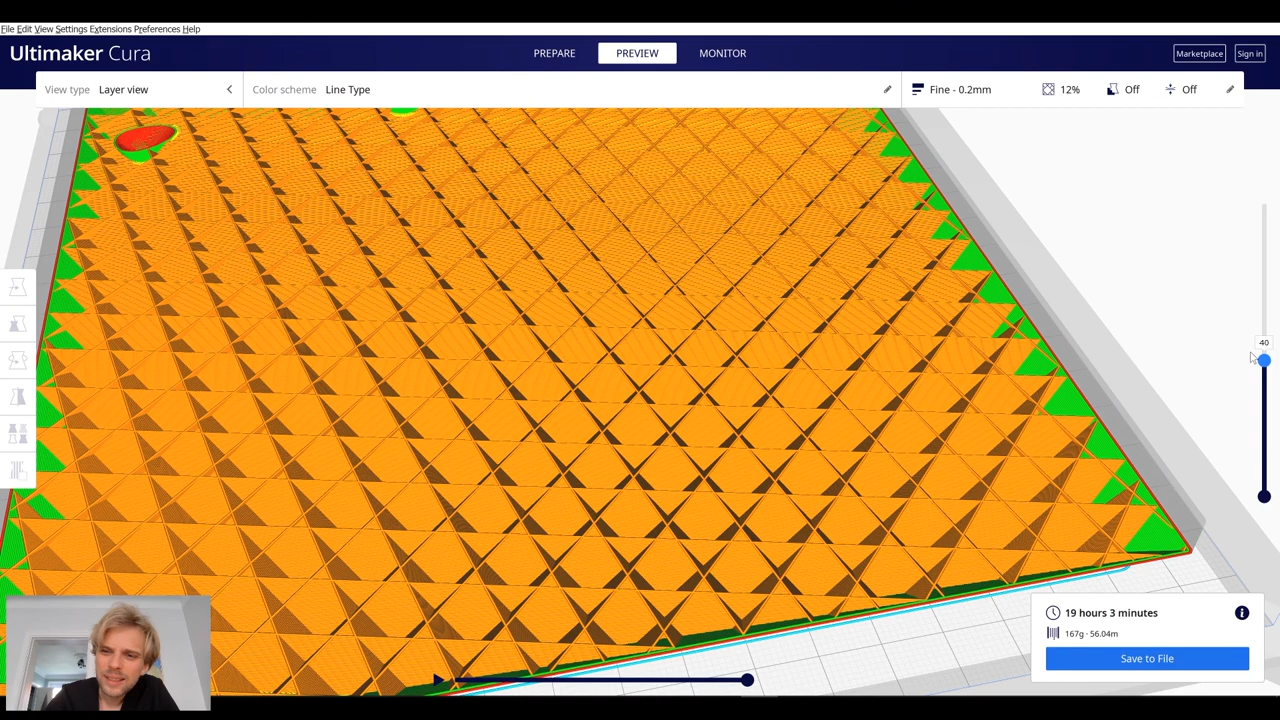 File Edit View Settings Extensions Preferences Help
Ultimaker Cura
PREPARE
PREVIEW
MONITOR
Marketplace
Sign in
View type Layer view
Color scheme Line Type
Fine - 0.2mm
12%
Off
Off
40
19 hours 3 minutes
167g · 56.04m
Save to File